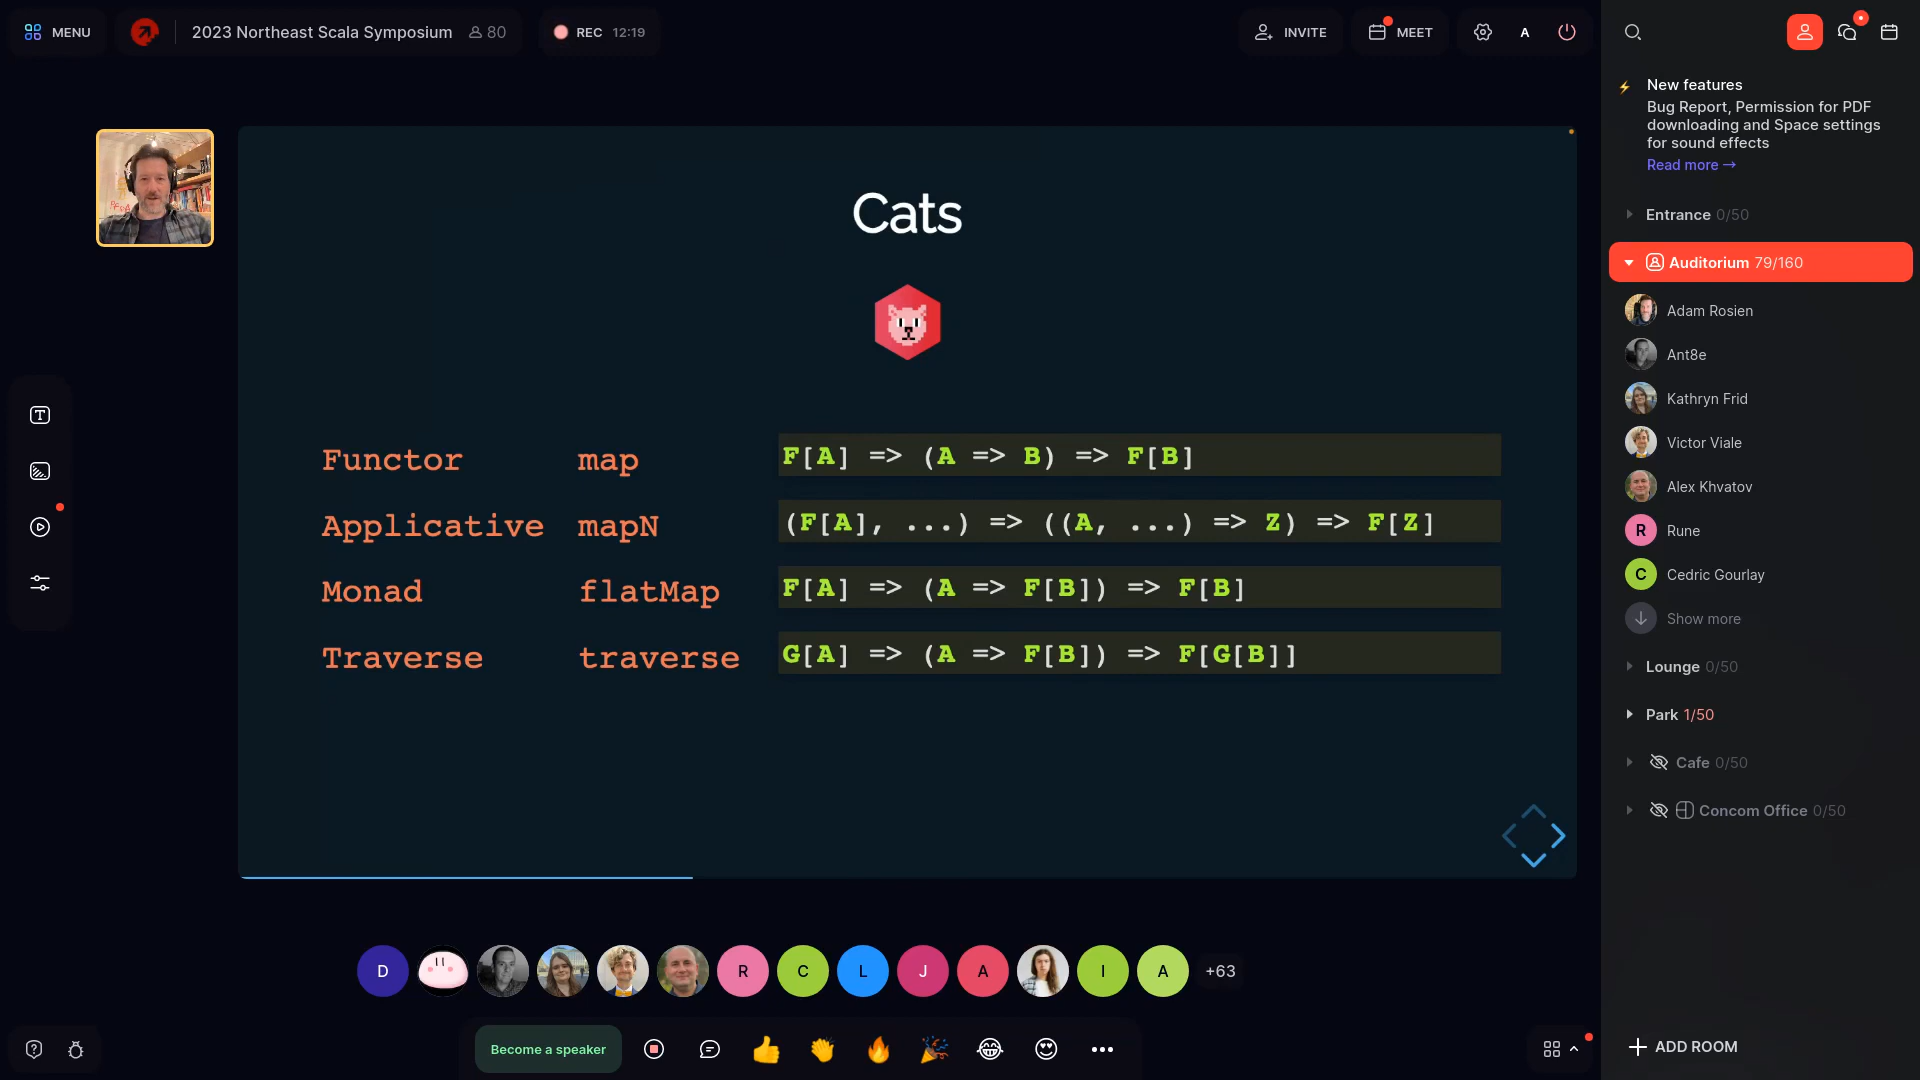 MENU
2023 Northeast Scala Symposium
80
REC 12:19
INVITE
MEET
A
Cats
Functor map F[A] => (A => B) => F[B]
Applicative mapN (F[A], ...) => ((A, ...) => Z) => F[Z]
Monad flatMap F[A] => (A => F[B]) => F[B]
Traverse traverse G[A] => (A => F[B]) => F[G[B]]
D
R
C
L
J
A
I
A
+63
Become a speaker
New features
Bug Report, Permission for PDF
downloading and Space settings
for sound effects
Read more →
Entrance 0/50
Auditorium 79/160
Adam Rosien
Ant8e
Kathryn Frid
Victor Viale
Alex Khvatov
R Rune
C Cedric Gourlay
Show more
Lounge 0/50
Park 1/50
Cafe 0/50
Concom Office 0/50
ADD ROOM